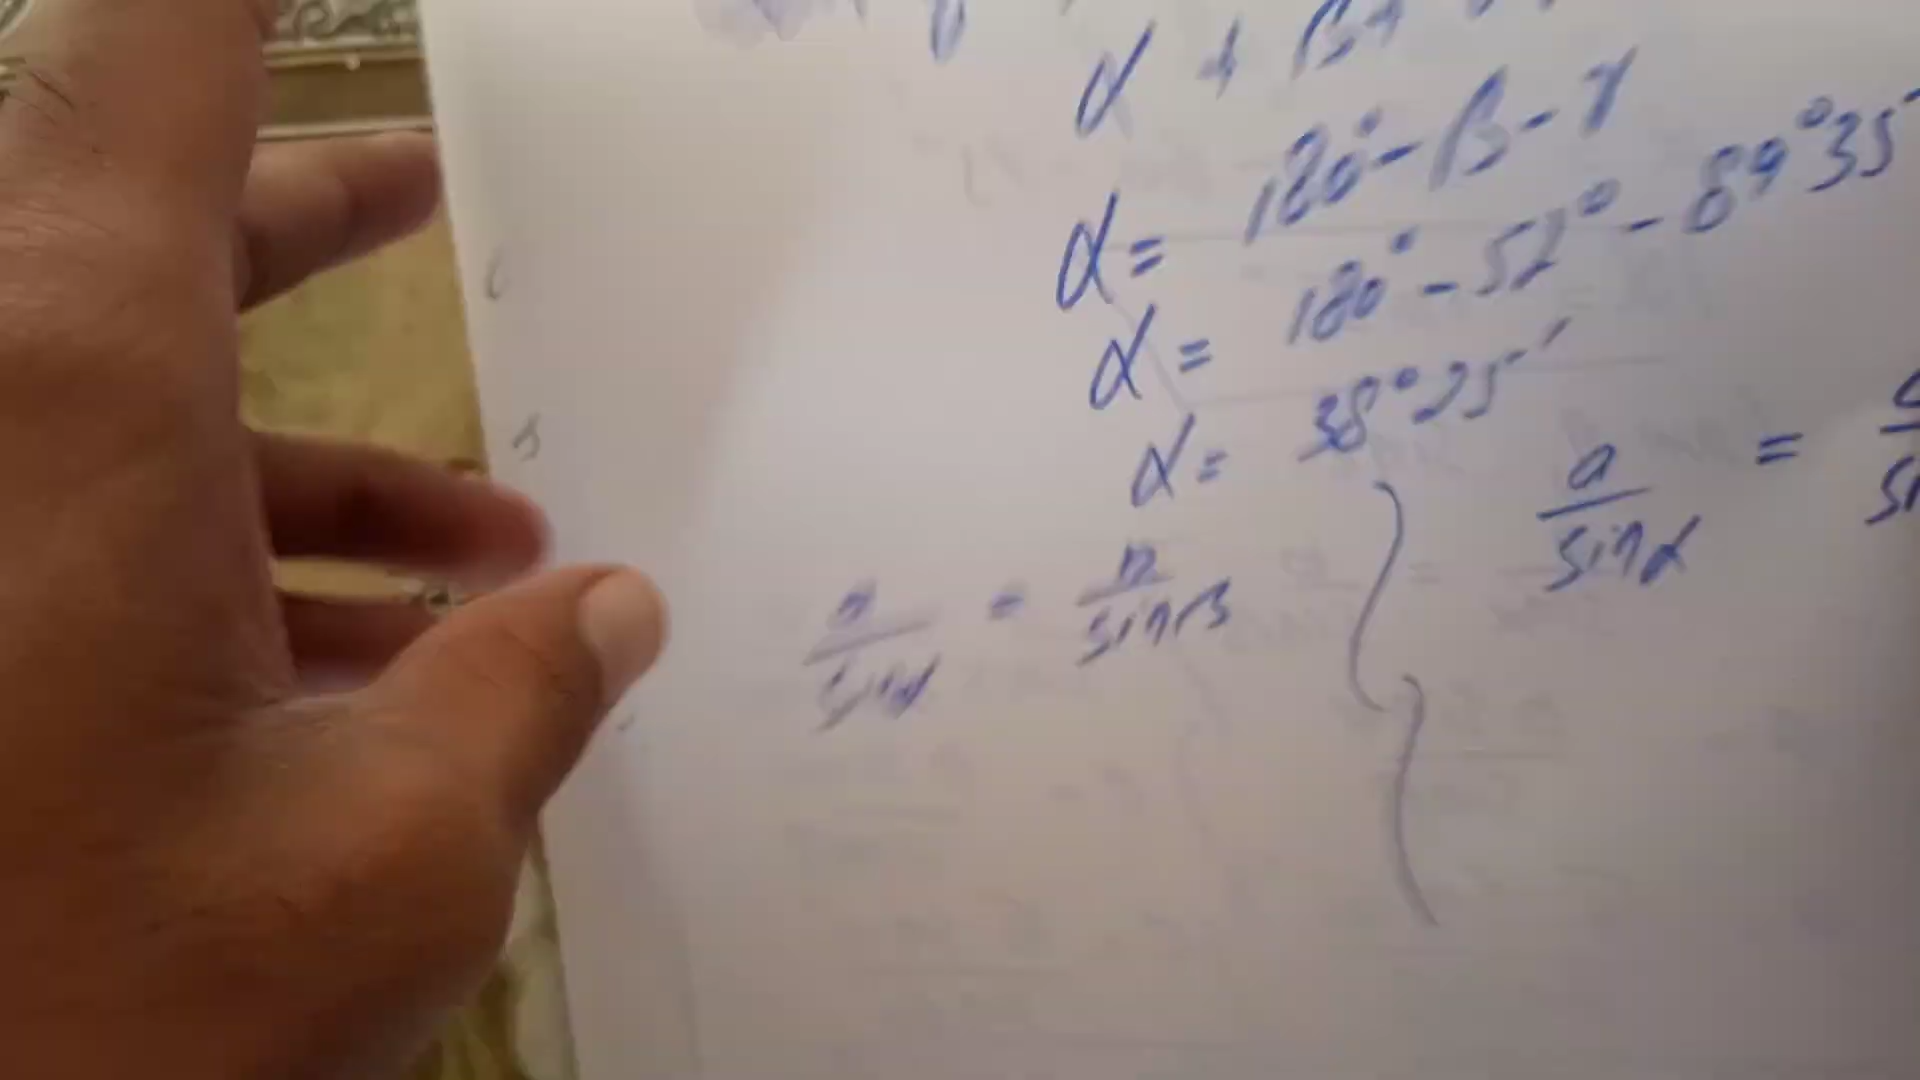 α + β +
α = 180° - β - γ
α = 180° - 52° - 89°35'
α = 38°25'
a/sinα = b/sinβ } a/sinα =